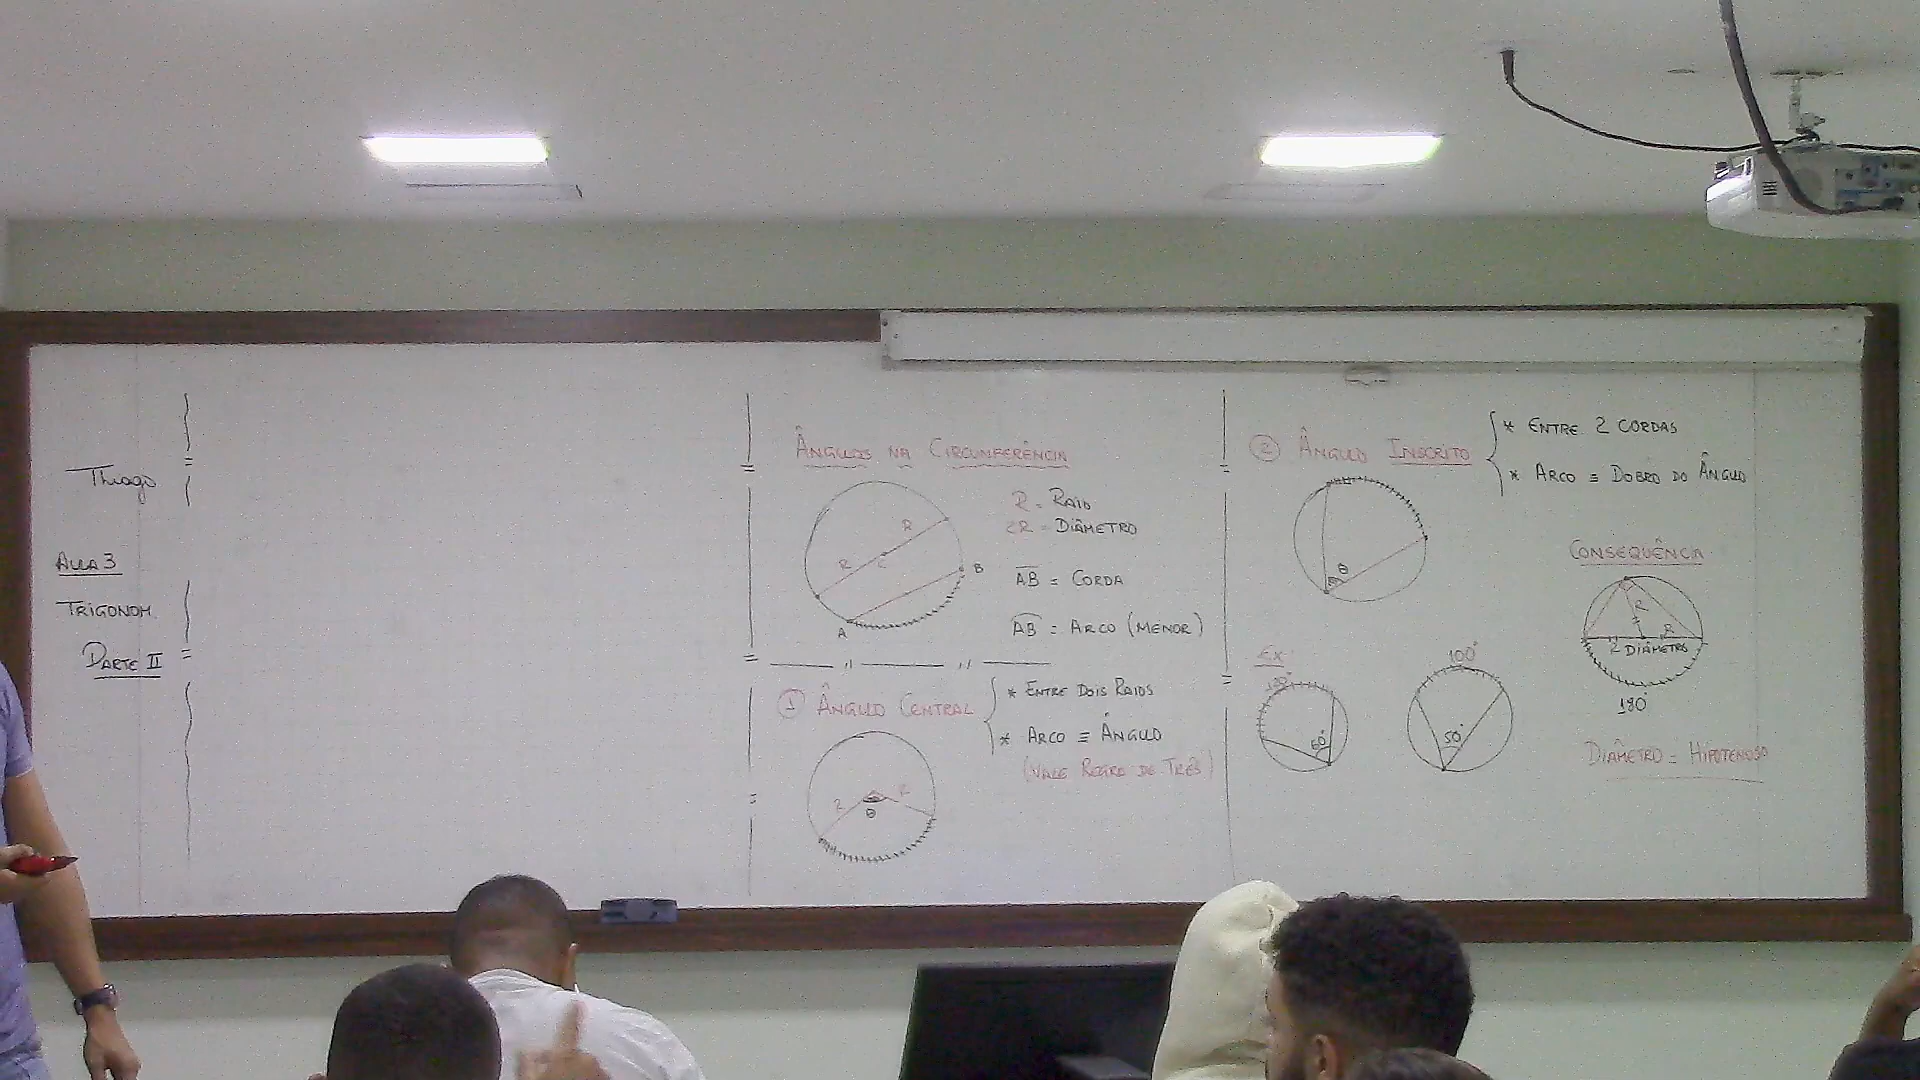 Thiago
AULA 3
TRIGONOM.
PARTE II
ÂNGULOS NA CIRCUNFERÊNCIA
R
R
C
A
B
R = RAIO
2R = DIÂMETRO
AB = CORDA
AB = ARCO (MENOR)
① ÂNGULO CENTRAL
* ENTRE DOIS RAIOS
* ARCO ≡ ÂNGULO
(VALE REGRA DE TRÊS)
R
R
θ
② ÂNGULO INSCRITO
* ENTRE 2 CORDAS
* ARCO ≡ DOBRO DO ÂNGULO
θ
EX:
120°
60°
100°
50°
CONSEQUÊNCIA
R
R
R
DIÂMETRO
180°
DIÂMETRO = HIPOTENUSA